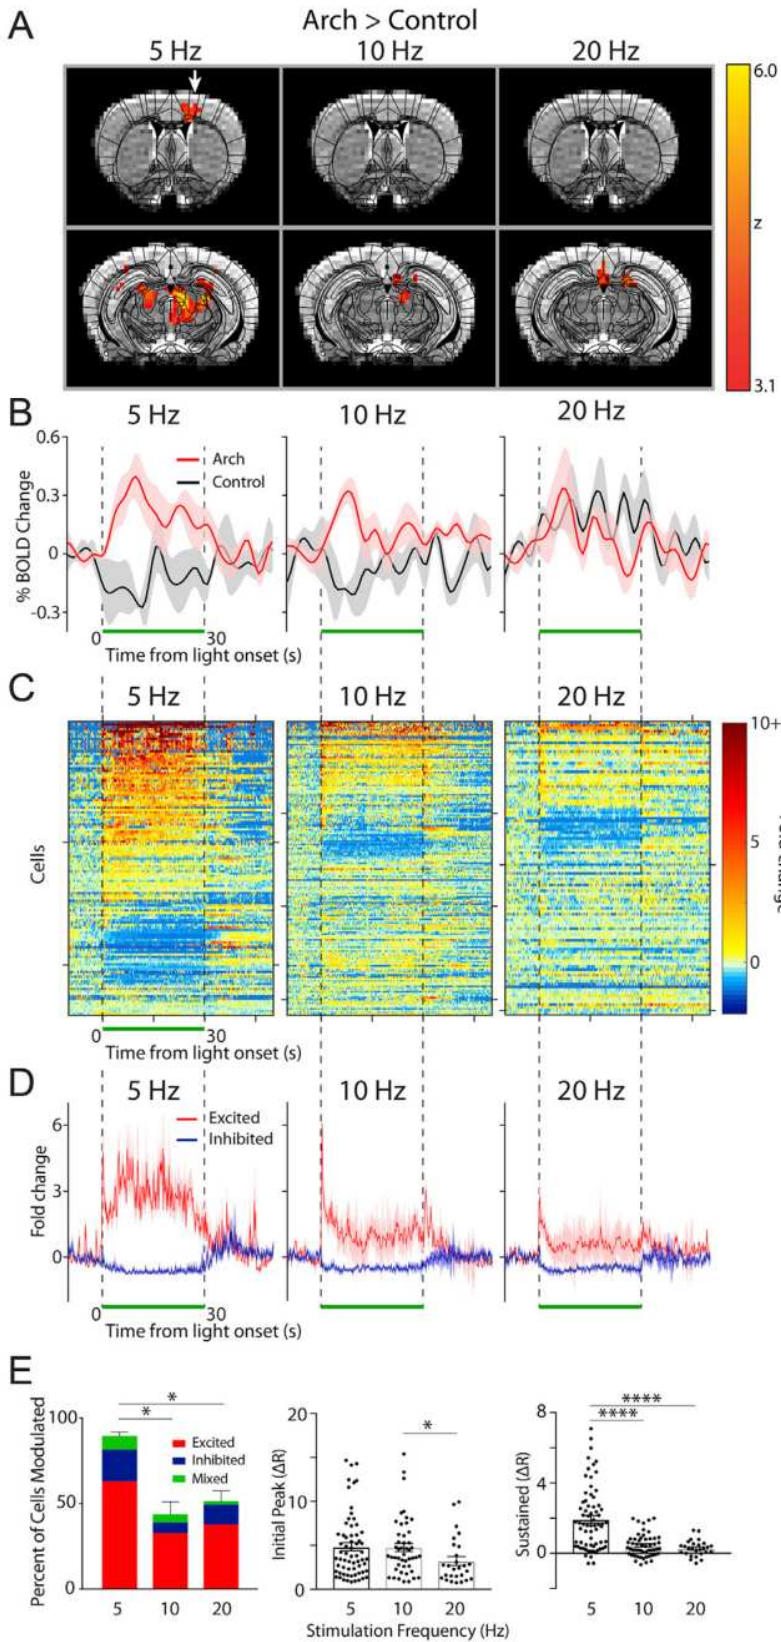 A
Arch > Control
5 Hz
10 Hz
20 Hz
6.0
z
3.1
B
5 Hz
10 Hz
20 Hz
0.6
0.3
0
-0.3
% BOLD Change
Arch
Control
0
30
Time from light onset (s)
C
5 Hz
10 Hz
20 Hz
Cells
10+
5
0
0
30
Time from light onset (s)
D
5 Hz
10 Hz
20 Hz
6
3
0
Fold change
Excited
Inhibited
0
30
Time from light onset (s)
E
100
50
0
Percent of Cells Modulated
*
*
Excited
Inhibited
Mixed
5
10
20
20
10
0
Initial Peak (ΔR)
*
5
10
20
8
4
0
Sustained (ΔR)
****
****
5
10
20
Stimulation Frequency (Hz)